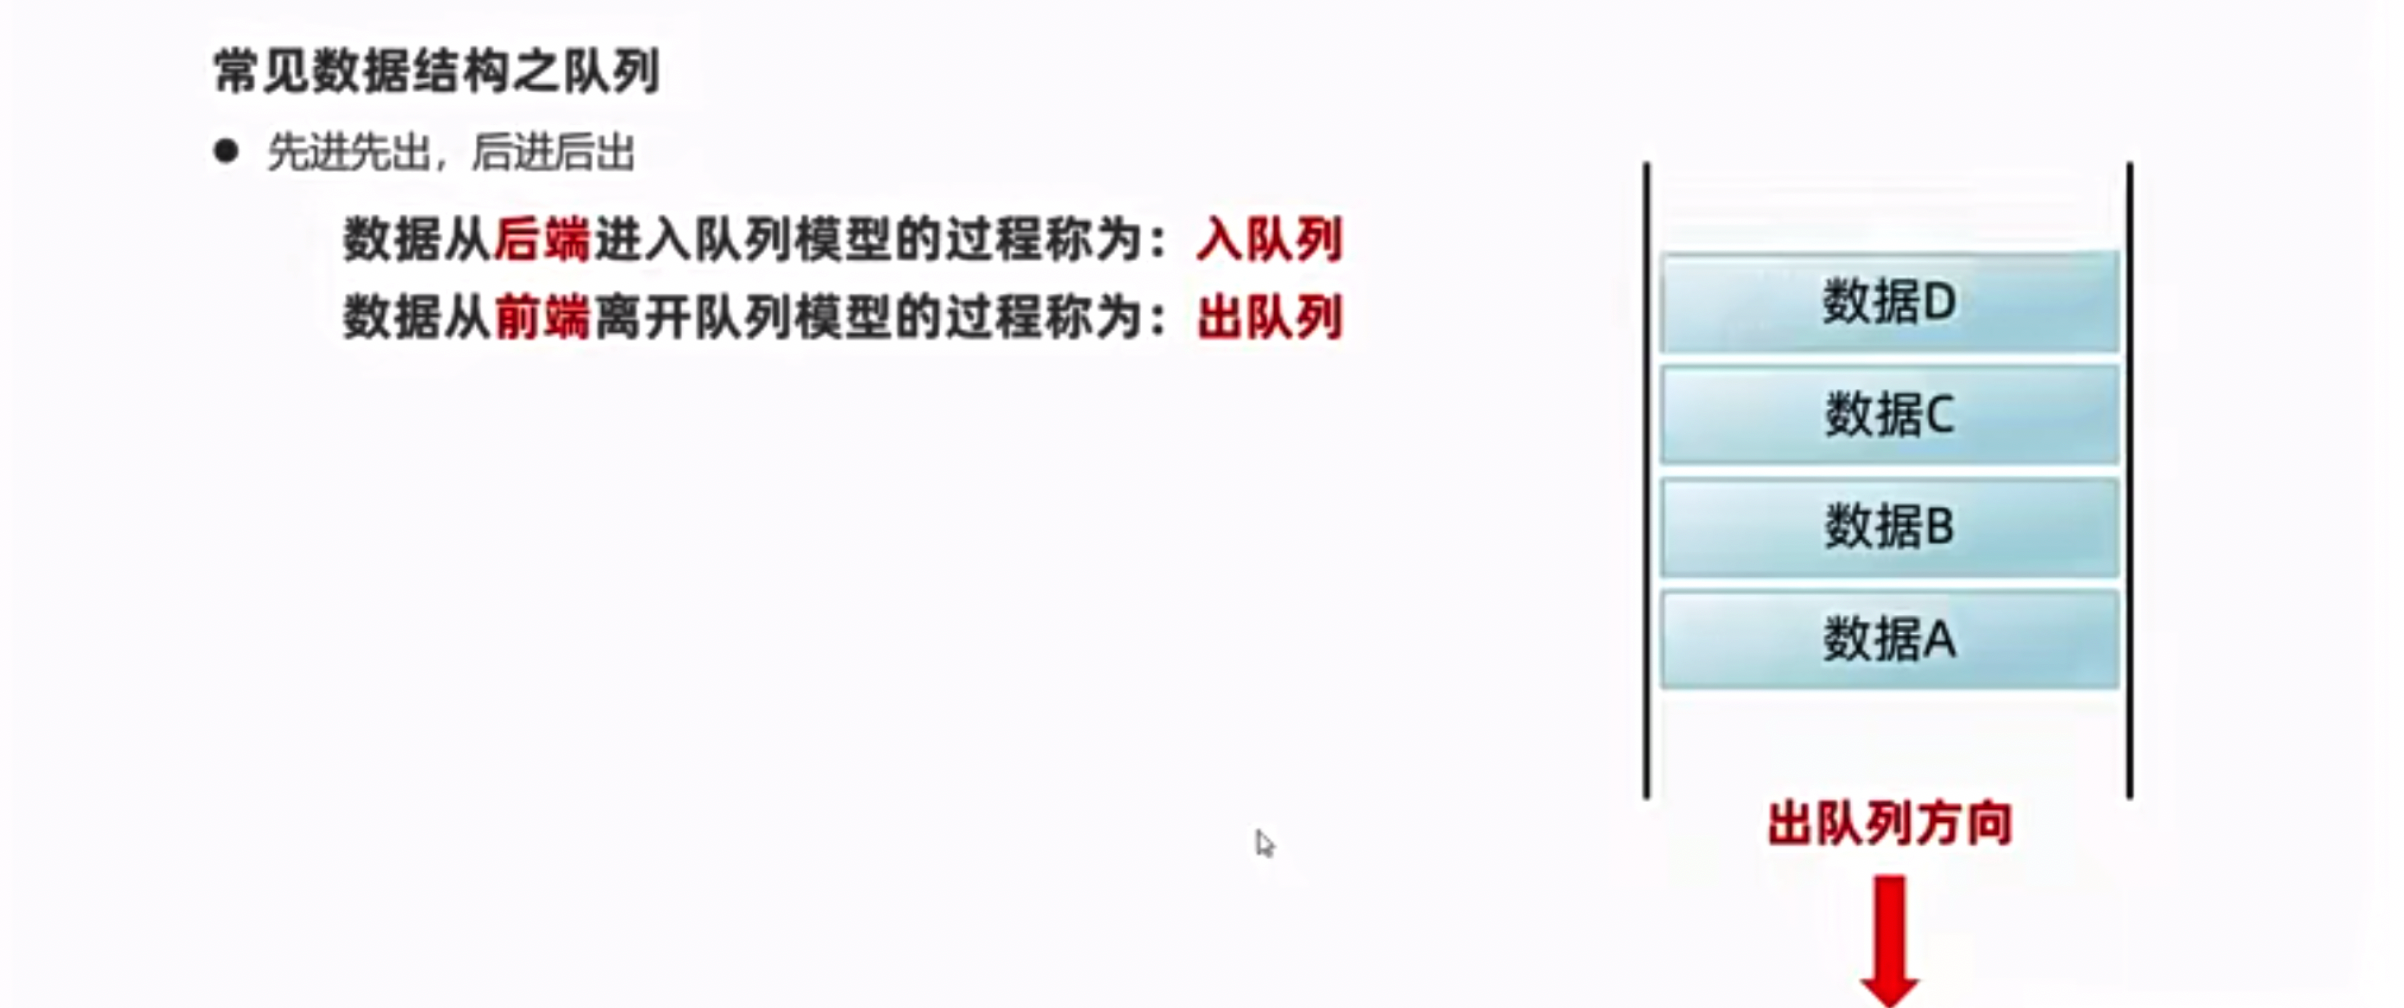 常见数据结构之队列
● 先进先出，后进后出
数据从后端进入队列模型的过程称为：入队列
数据从前端离开队列模型的过程称为：出队列
数据D
数据C
数据B
数据A
出队列方向